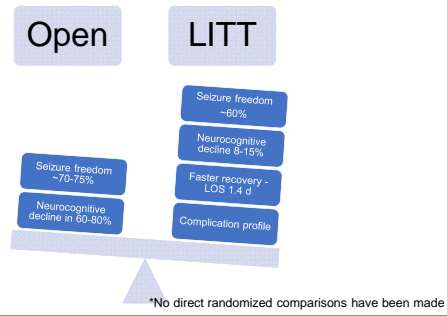 Open
LITT
Seizure freedom
~70-75%
Neurocognitive
decline in 60-80%
Seizure freedom
~60%
Neurocognitive
decline 8-15%
Faster recovery -
LOS 1.4 d
Complication profile
*No direct randomized comparisons have been made